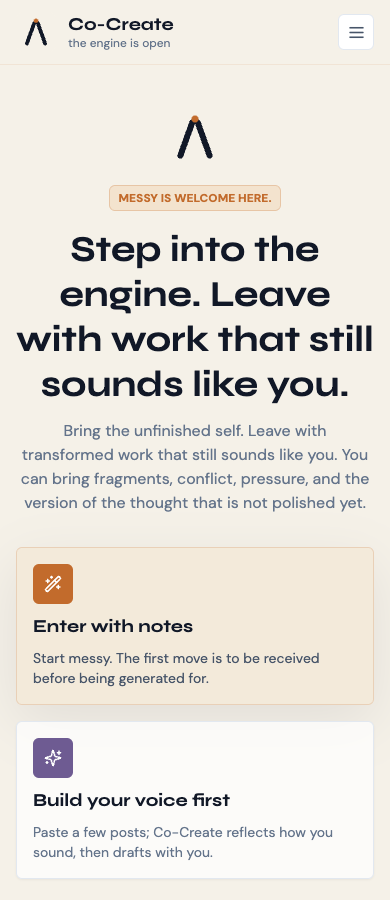 Co-Create
the engine is open
MESSY IS WELCOME HERE.
Step into the
engine. Leave
with work that still
sounds like you.
Bring the unfinished self. Leave with
transformed work that still sounds like you. You
can bring fragments, conflict, pressure, and the
version of the thought that is not polished yet.
Enter with notes
Start messy. The first move is to be received
before being generated for.
Build your voice first
Paste a few posts; Co-Create reflects how you
sound, then drafts with you.